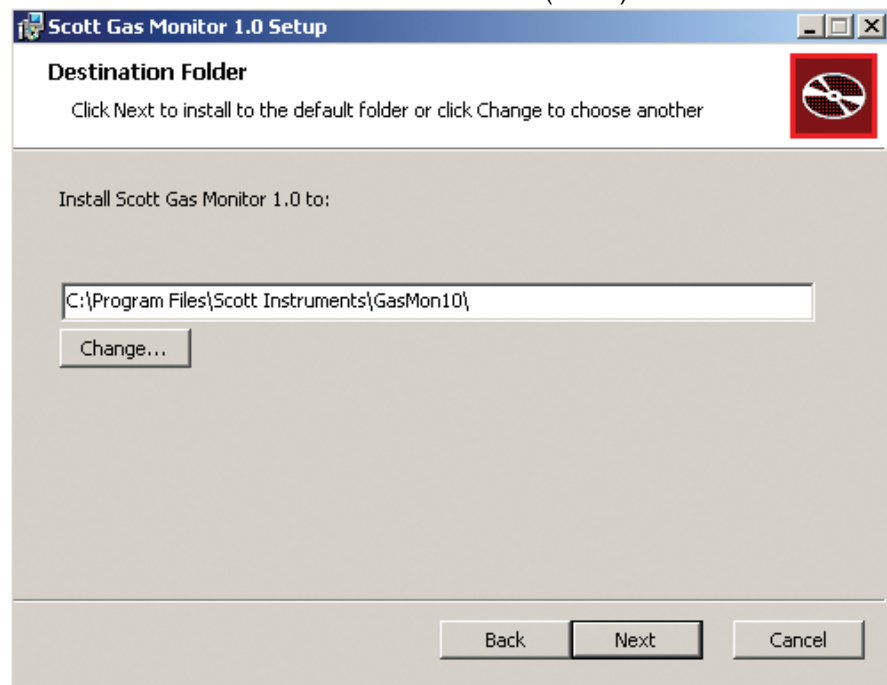 Scott Gas Monitor 1.0 Setup
Destination Folder
Click Next to install to the default folder or click Change to choose another
Install Scott Gas Monitor 1.0 to:
C:\Program Files\Scott Instruments\GasMon10\
Change...
Back Next Cancel